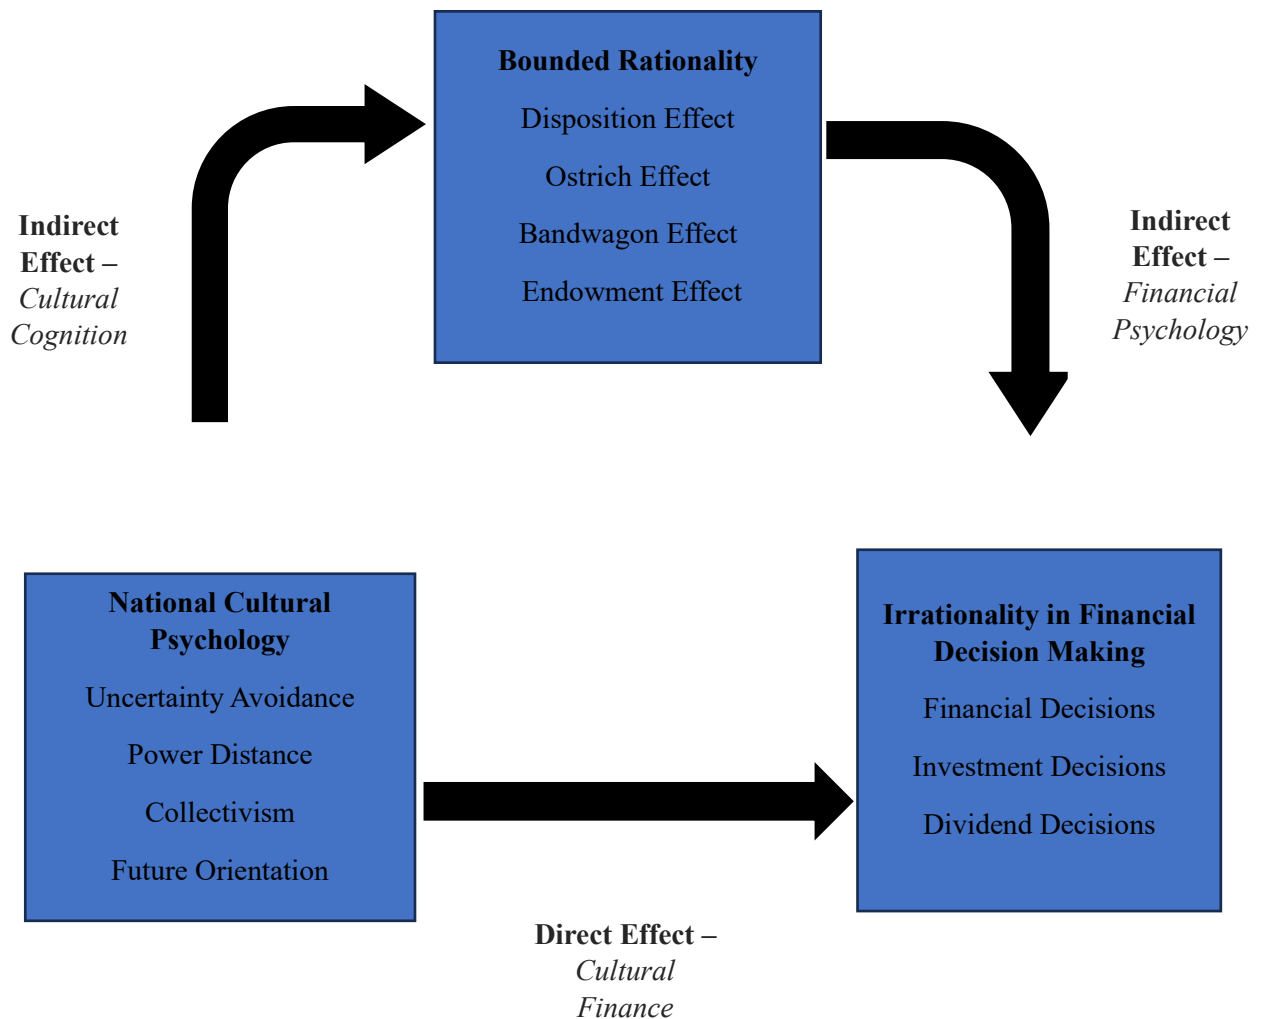 Bounded Rationality
Disposition Effect
Ostrich Effect
Bandwagon Effect
Endowment Effect
Indirect
Effect –
Cultural
Cognition
Indirect
Effect –
Financial
Psychology
National Cultural
Psychology
Uncertainty Avoidance
Power Distance
Collectivism
Future Orientation
Irrationality in Financial
Decision Making
Financial Decisions
Investment Decisions
Dividend Decisions
Direct Effect –
Cultural
Finance